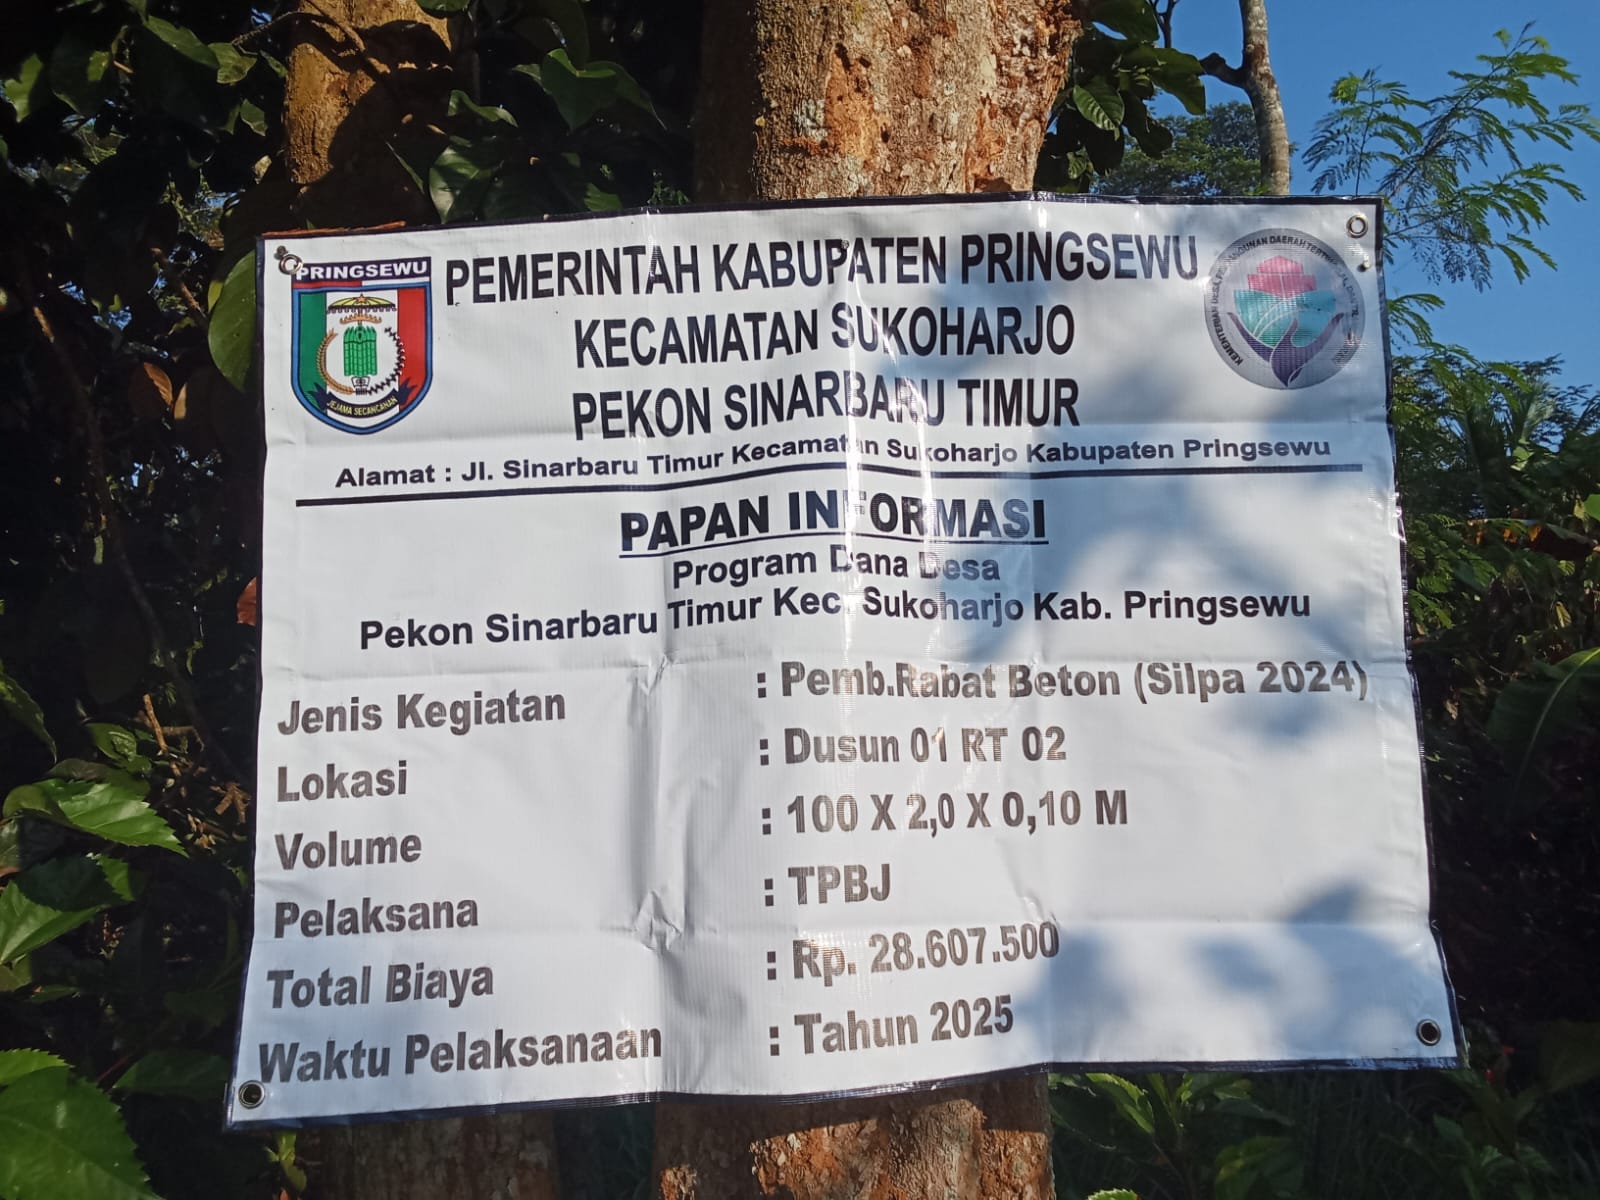 PRINGSEWU
JEJAMA SECANCANAN
PEMERINTAH KABUPATEN PRINGSEWU
KECAMATAN SUKOHARJO
PEKON SINARBARU TIMUR
Alamat : Jl. Sinarbaru Timur Kecamatan Sukoharjo Kabupaten Pringsewu
PAPAN INFORMASI
Program Dana Desa
Pekon Sinarbaru Timur Kec. Sukoharjo Kab. Pringsewu
Jenis Kegiatan : Pemb.Rabat Beton (Silpa 2024)
Lokasi : Dusun 01 RT 02
Volume : 100 X 2,0 X 0,10 M
Pelaksana : TPBJ
Total Biaya : Rp. 28.607.500
Waktu Pelaksanaan : Tahun 2025